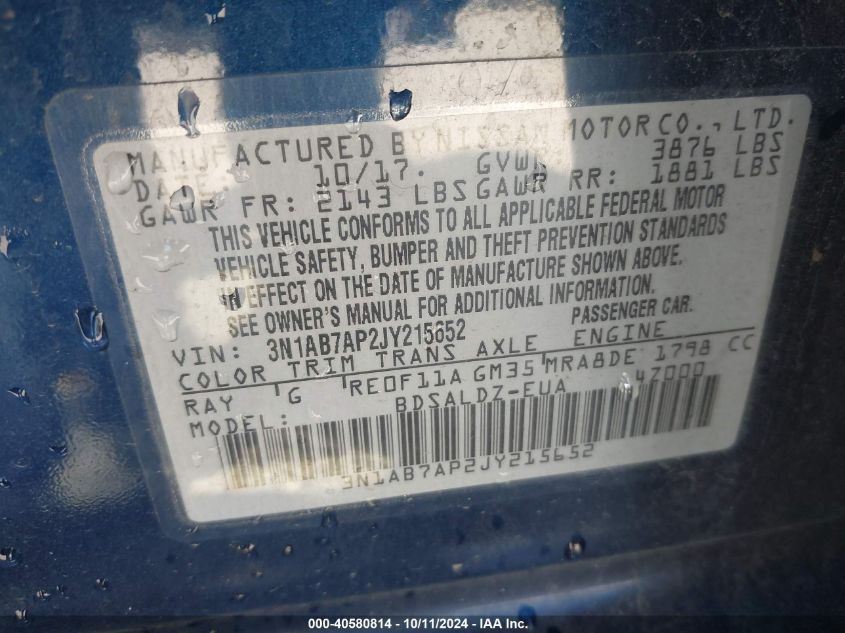 MANUFACTURED BY NISSAN MOTOR CO., LTD.
DATE: 10/17. GVWR 3876 LBS
GAWR FR: 2143 LBS GAWR RR: 1881 LBS
THIS VEHICLE CONFORMS TO ALL APPLICABLE FEDERAL MOTOR
VEHICLE SAFETY, BUMPER AND THEFT PREVENTION STANDARDS
IN EFFECT ON THE DATE OF MANUFACTURE SHOWN ABOVE.
SEE OWNER'S MANUAL FOR ADDITIONAL INFORMATION.
VIN: 3N1AB7AP2JY215652 PASSENGER CAR.
COLOR TRIM TRANS AXLE ENGINE
RAY G RE0F11A GM35 MRA8DE 1798 CC
MODEL: BDSALDZ-EUA 47000
3N1AB7AP2JY215652
000-40580814 - 10/11/2024 - IAA Inc.